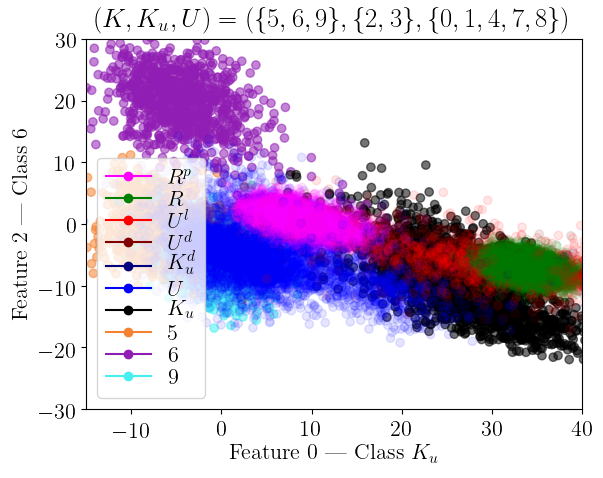 (K, K_u, U) = ({5, 6, 9}, {2, 3}, {0, 1, 4, 7, 8})
30
20
10
0
−10
−20
−30
Feature 2 — Class 6
R^p
R
U^l
U^d
K_u^d
U
K_u
5
6
9
−10
0
10
20
30
40
Feature 0 — Class K_u